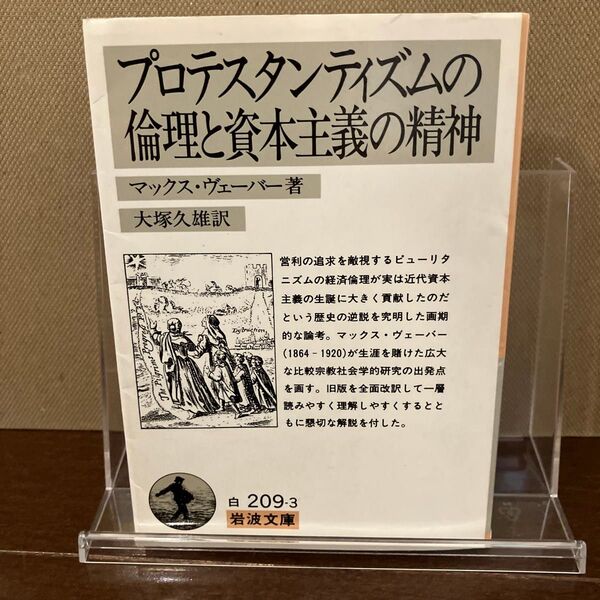 プロテスタンティズムの
倫理と資本主義の精神
マックス・ヴェーバー著
大塚久雄訳
営利の追求を敵視するピューリタ
ニズムの経済倫理が実は近代資本
主義の生誕に大きく貢献したのだ
という歴史の逆説を究明した画期
的な論考。マックス・ヴェーバー
(1864-1920)が生涯を賭けた広大
な比較宗教社会学的研究の出発点
を画す。旧版を全面改訳して一層
読みやすく理解しやすくするとと
もに懇切な解説を付した。
The Pilgrims Progress
白 209-3
岩波文庫